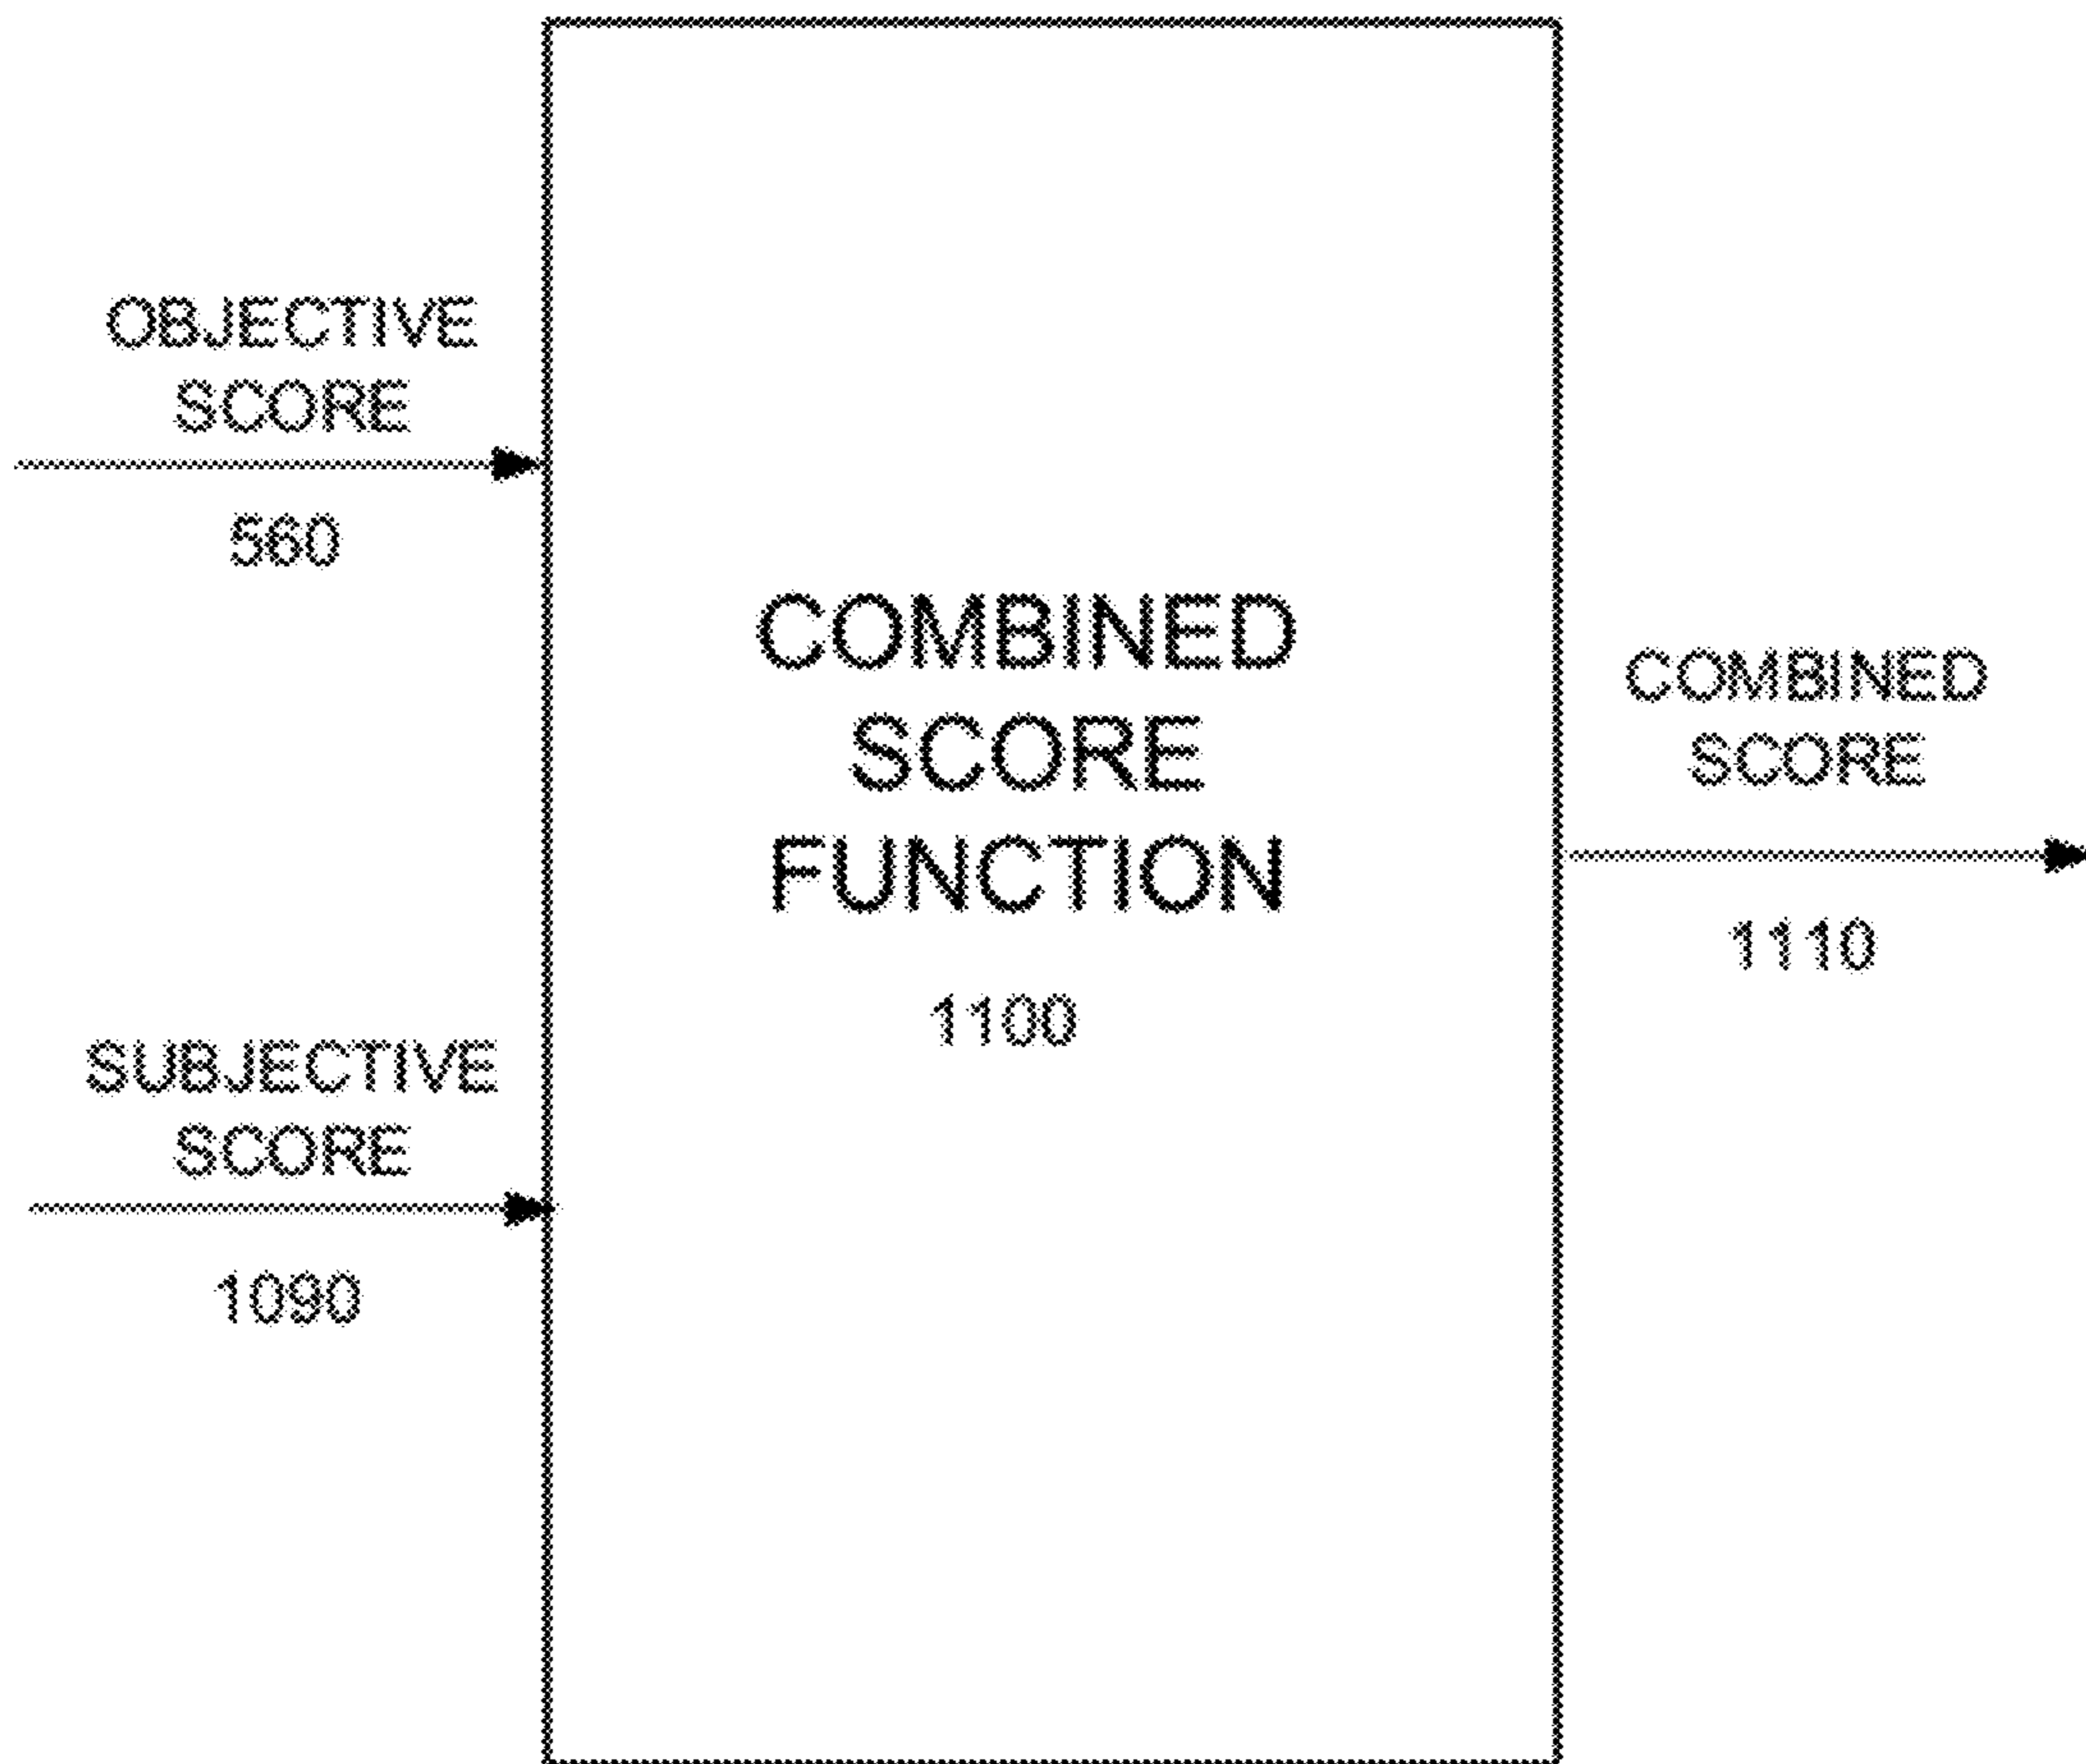 OBJECTIVE
SCORE
560
SUBJECTIVE
SCORE
1090
COMBINED
SCORE
FUNCTION
1100
COMBINED
SCORE
1110